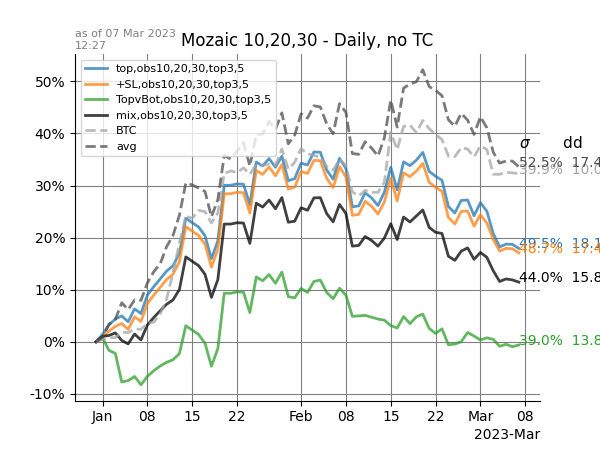 as of 07 Mar 2023
12:27
Mozaic 10,20,30 - Daily, no TC
top,obs10,20,30,top3,5
+SL,obs10,20,30,top3,5
TopvBot,obs10,20,30,top3,5
mix,obs10,20,30,top3,5
BTC
avg
50%
40%
30%
20%
10%
0%
-10%
σ dd
52.5% 17.4
39.9% 10.0
49.5% 18.1
48.7% 17.4
44.0% 15.8
39.0% 13.8
Jan 08 15 22 Feb 08 15 22 Mar 08
2023-Mar